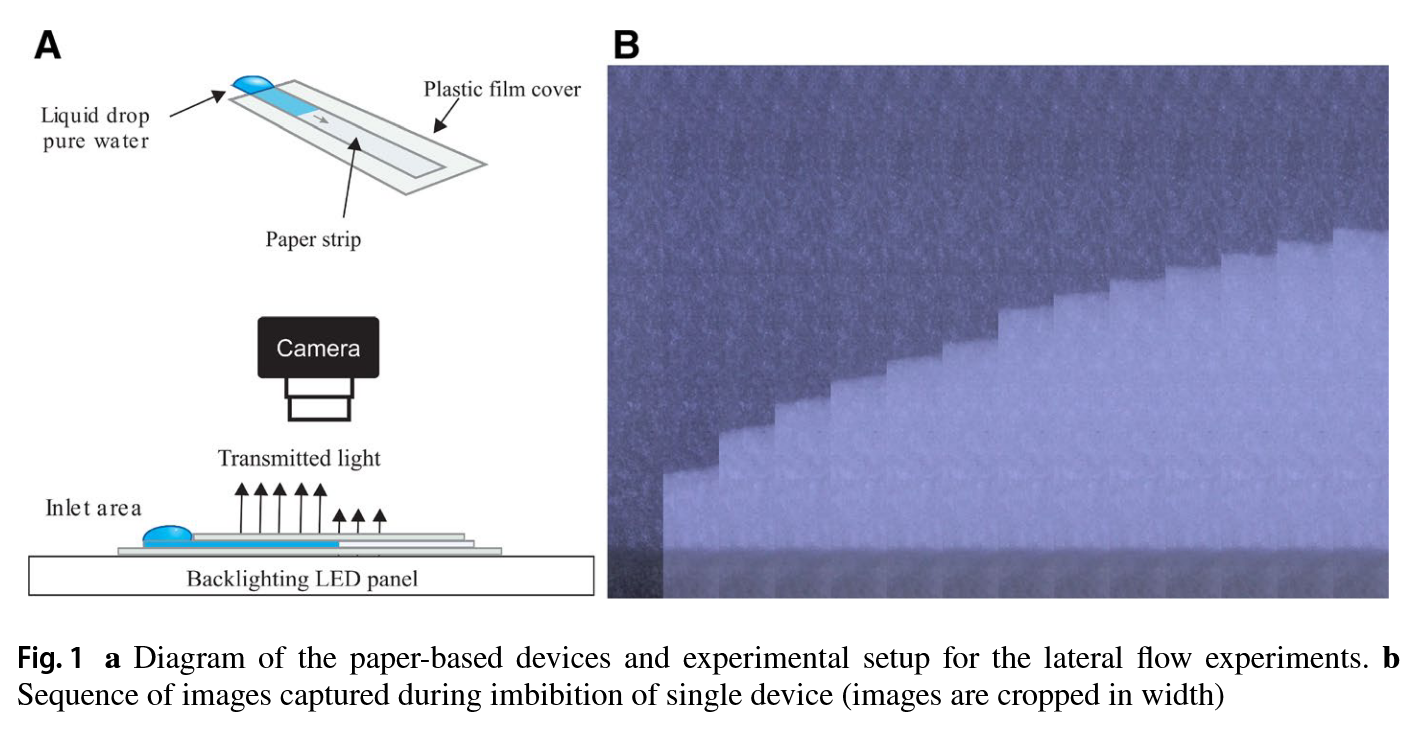 A
B
Liquid drop
pure water
Plastic film cover
Paper strip
Camera
Transmitted light
Inlet area
Backlighting LED panel
Fig. 1 a Diagram of the paper-based devices and experimental setup for the lateral flow experiments. b
Sequence of images captured during imbibition of single device (images are cropped in width)